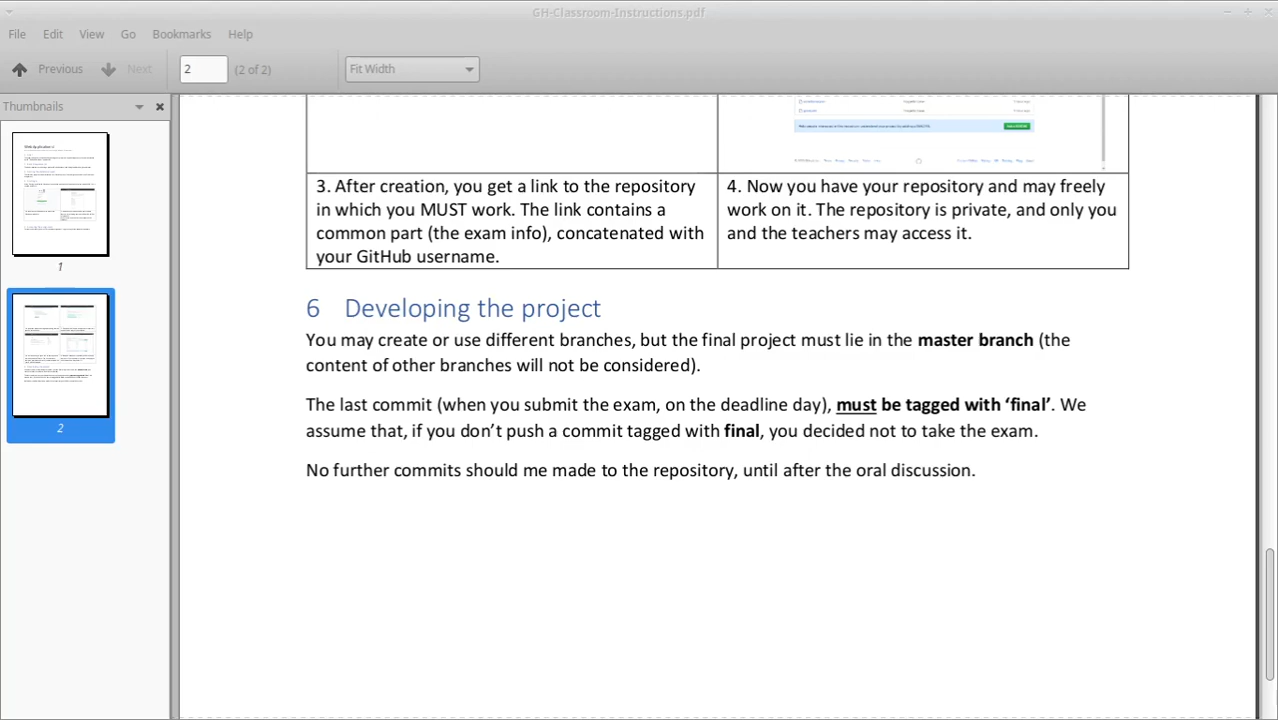 GH-Classroom-Instructions.pdf
File Edit View Go Bookmarks Help
Previous Next 2 (2 of 2) Fit Width
Thumbnails
1
2
3. After creation, you get a link to the repository
in which you MUST work. The link contains a
common part (the exam info), concatenated with
your GitHub username.
4. Now you have your repository and may freely
work on it. The repository is private, and only you
and the teachers may access it.
6 Developing the project
You may create or use different branches, but the final project must lie in the master branch (the
content of other branches will not be considered).
The last commit (when you submit the exam, on the deadline day), must be tagged with ‘final’. We
assume that, if you don’t push a commit tagged with final, you decided not to take the exam.
No further commits should me made to the repository, until after the oral discussion.